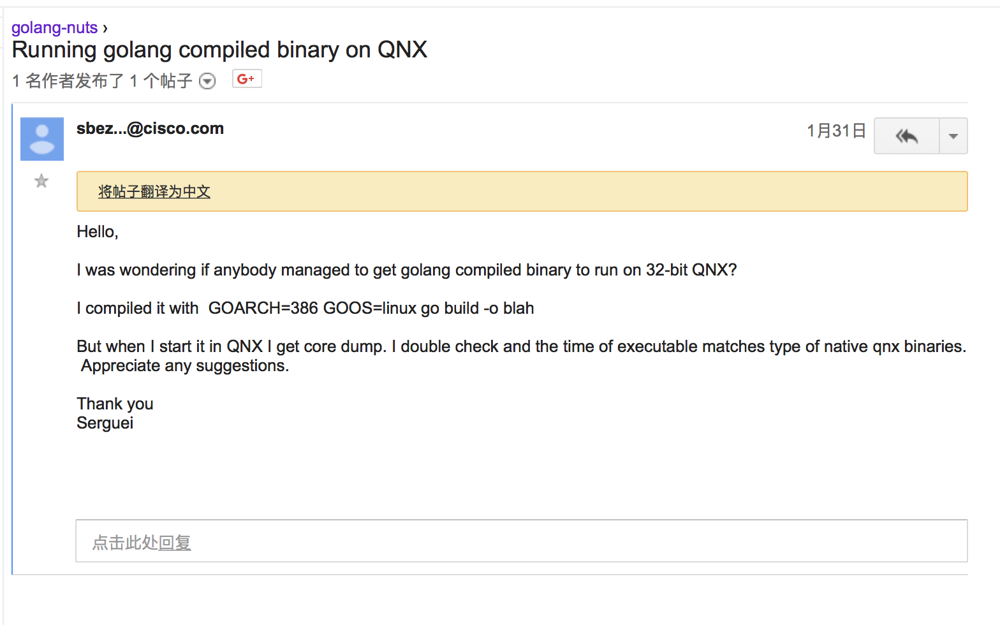 golang-nuts ›
Running golang compiled binary on QNX
1 名作者发布了 1 个帖子
G+
sbez...@cisco.com
1月31日
将帖子翻译为中文
Hello,
I was wondering if anybody managed to get golang compiled binary to run on 32-bit QNX?
I compiled it with  GOARCH=386 GOOS=linux go build -o blah
But when I start it in QNX I get core dump. I double check and the time of executable matches type of native qnx binaries.
Appreciate any suggestions.
Thank you
Serguei
点击此处回复